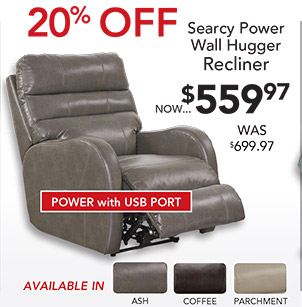 20% OFF
Searcy Power
Wall Hugger
Recliner
NOW... $559⁹⁷
WAS
$699.97
POWER with USB PORT
AVAILABLE IN
ASH
COFFEE
PARCHMENT